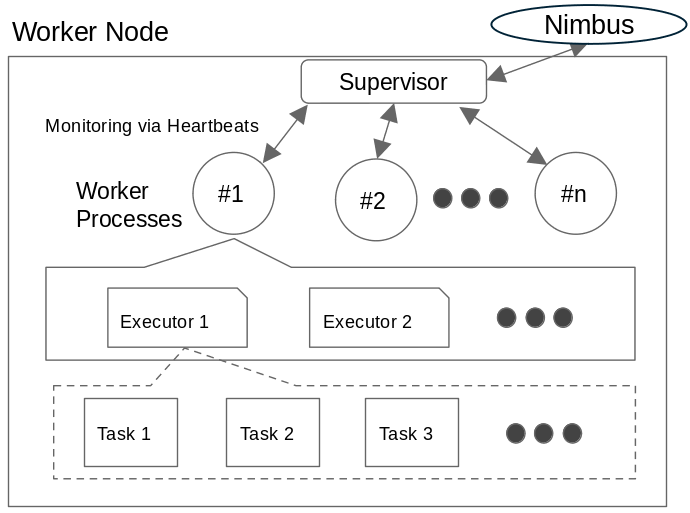 Nimbus
Worker Node
Supervisor
Monitoring via Heartbeats
#1
#2
#n
Worker
Processes
Executor 1
Executor 2
Task 1
Task 2
Task 3